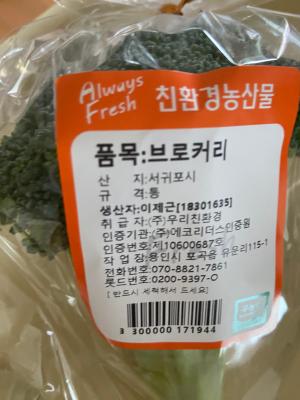 Always
Fresh
친환경농산물
품목:브로커리
산 지:서귀포시
규 격:통
생산자:이제근[18301635]
취 급 자:(주)우리친환경
인증기관:(주)에코리더스인증원
인증번호:제10600687호
작 업 장:용인시 포곡읍 유운리115-1
전화번호:070-8821-7861
롯드번호:0200-9397-0
[ 반드시 세척해서 드세요]
8 300000 171944